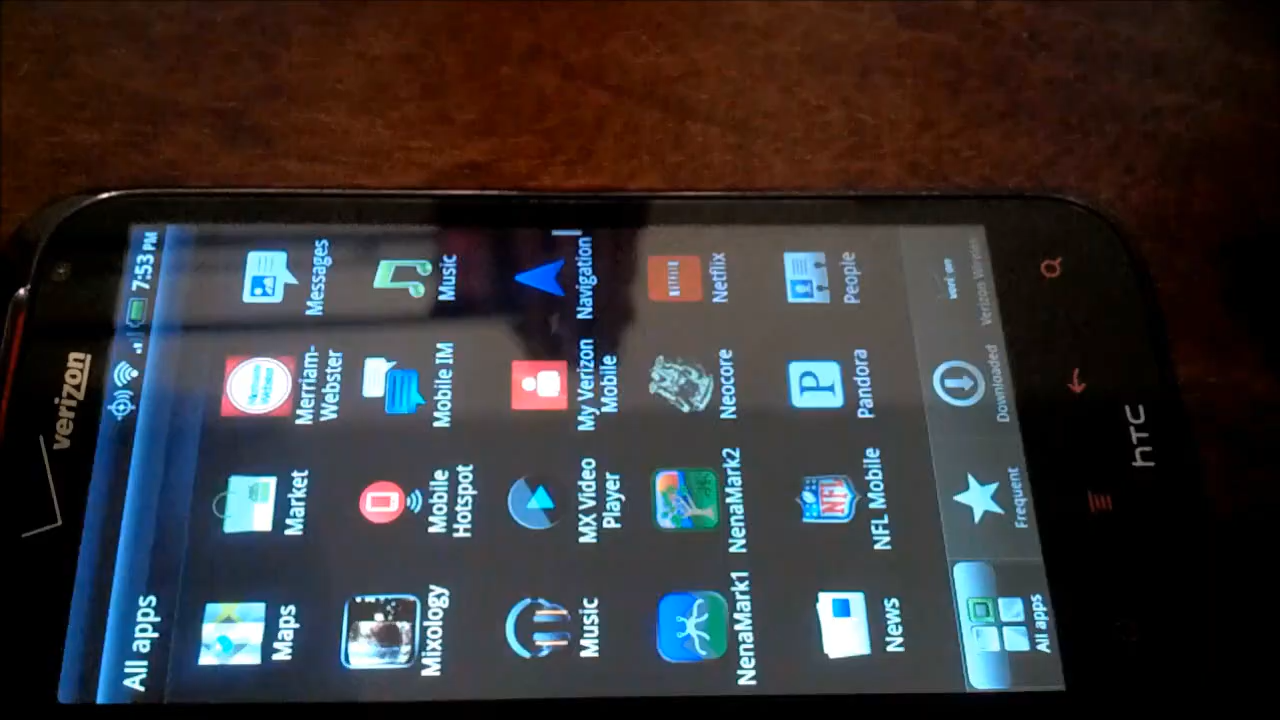 verizon
7:53 PM
All apps
Maps
Market
Merriam-
Webster
Messages
Mixology
Mobile
Hotspot
Mobile IM
Music
Music
MX Video
Player
My Verizon
Mobile
Navigation
NenaMark1
NenaMark2
Neocore
Netflix
News
NFL Mobile
Pandora
People
All apps
Frequent
Downloaded
Verizon Wireless
hTC